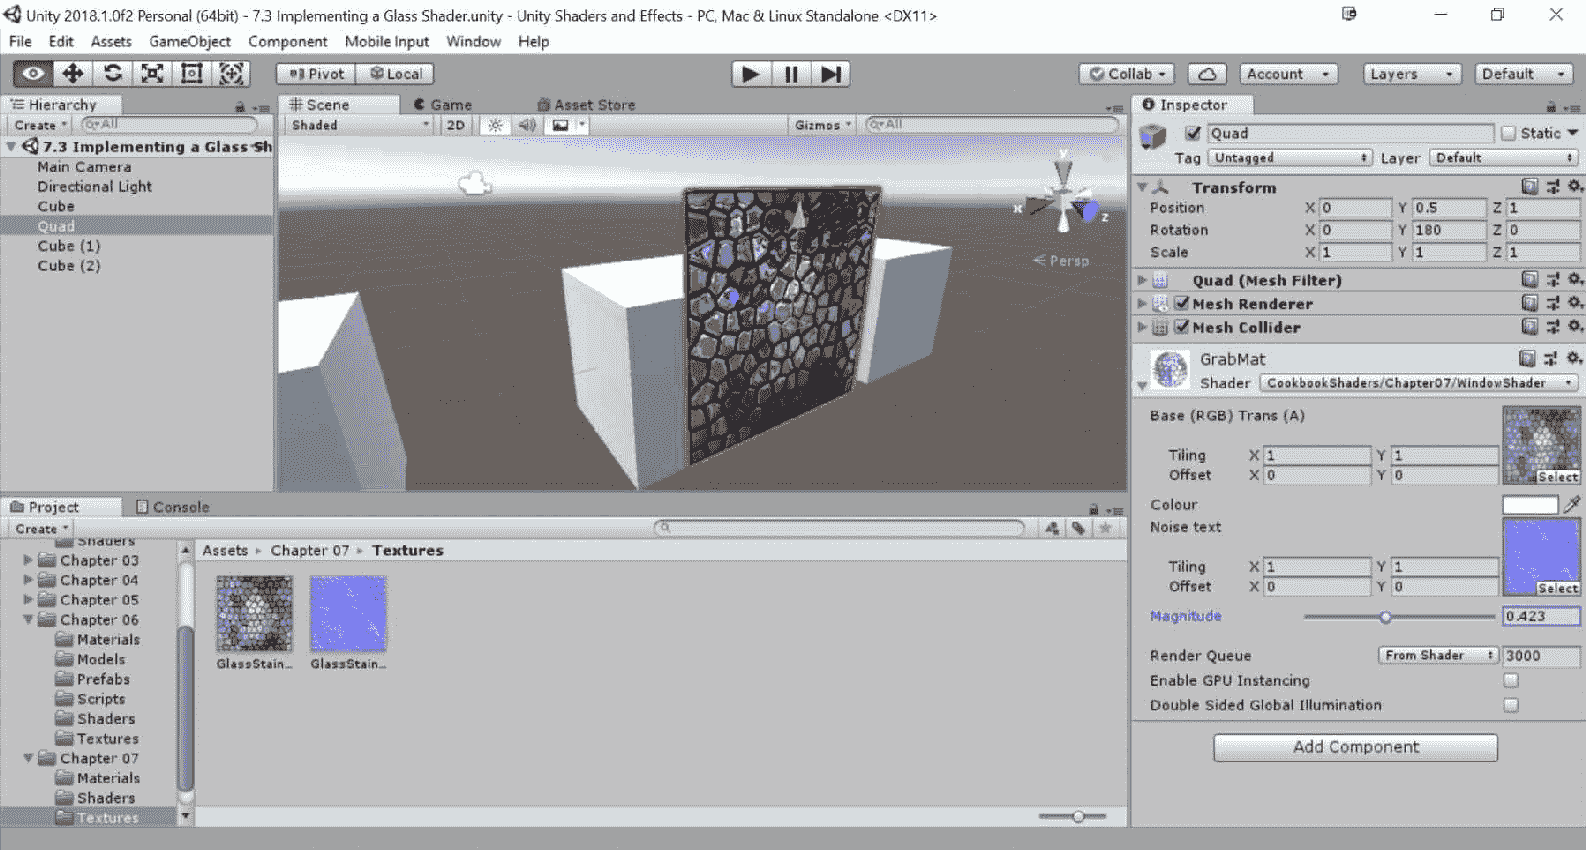 Unity 2018.1.0f2 Personal (64bit) - 7.3 Implementing a Glass Shader.unity - Unity Shaders and Effects - PC, Mac & Linux Standalone <DX11>
File Edit Assets GameObject Component Mobile Input Window Help
Pivot Local Collab Account Layers Default
Hierarchy
Create All
7.3 Implementing a Glass Sh
Main Camera
Directional Light
Cube
Quad
Cube (1)
Cube (2)
Scene Game Asset Store
Shaded 2D Gizmos All
y
x
z
Persp
Inspector
Quad Static
Tag Untagged Layer Default
Transform
Position X 0 Y 0.5 Z 1
Rotation X 0 Y 180 Z 0
Scale X 1 Y 1 Z 1
Quad (Mesh Filter)
Mesh Renderer
Mesh Collider
GrabMat
Shader CookbookShaders/Chapter07/WindowShader
Base (RGB) Trans (A)
Tiling X 1 Y 1
Offset X 0 Y 0
Select
Colour
Noise text
Tiling X 1 Y 1
Offset X 0 Y 0
Select
Magnitude 0.423
Render Queue From Shader 3000
Enable GPU Instancing
Double Sided Global Illumination
Add Component
Project Console
Create
Shaders
Chapter 03
Chapter 04
Chapter 05
Chapter 06
Materials
Models
Prefabs
Scripts
Shaders
Textures
Chapter 07
Materials
Shaders
Textures
Assets Chapter 07 Textures
GlassStain... GlassStain...